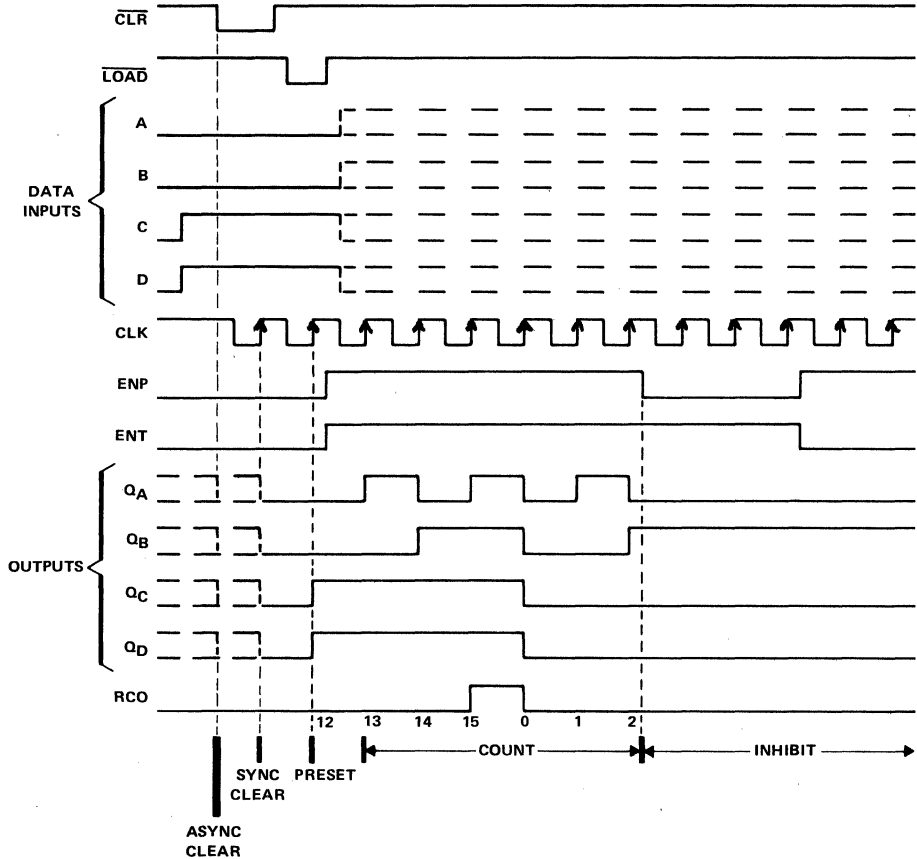 CLR
LOAD
A
B
DATA
INPUTS
C
D
CLK
ENP
ENT
QA
QB
OUTPUTS
QC
QD
RCO
12 13 14 15 0 1 2
COUNT INHIBIT
SYNC PRESET
CLEAR
ASYNC
CLEAR